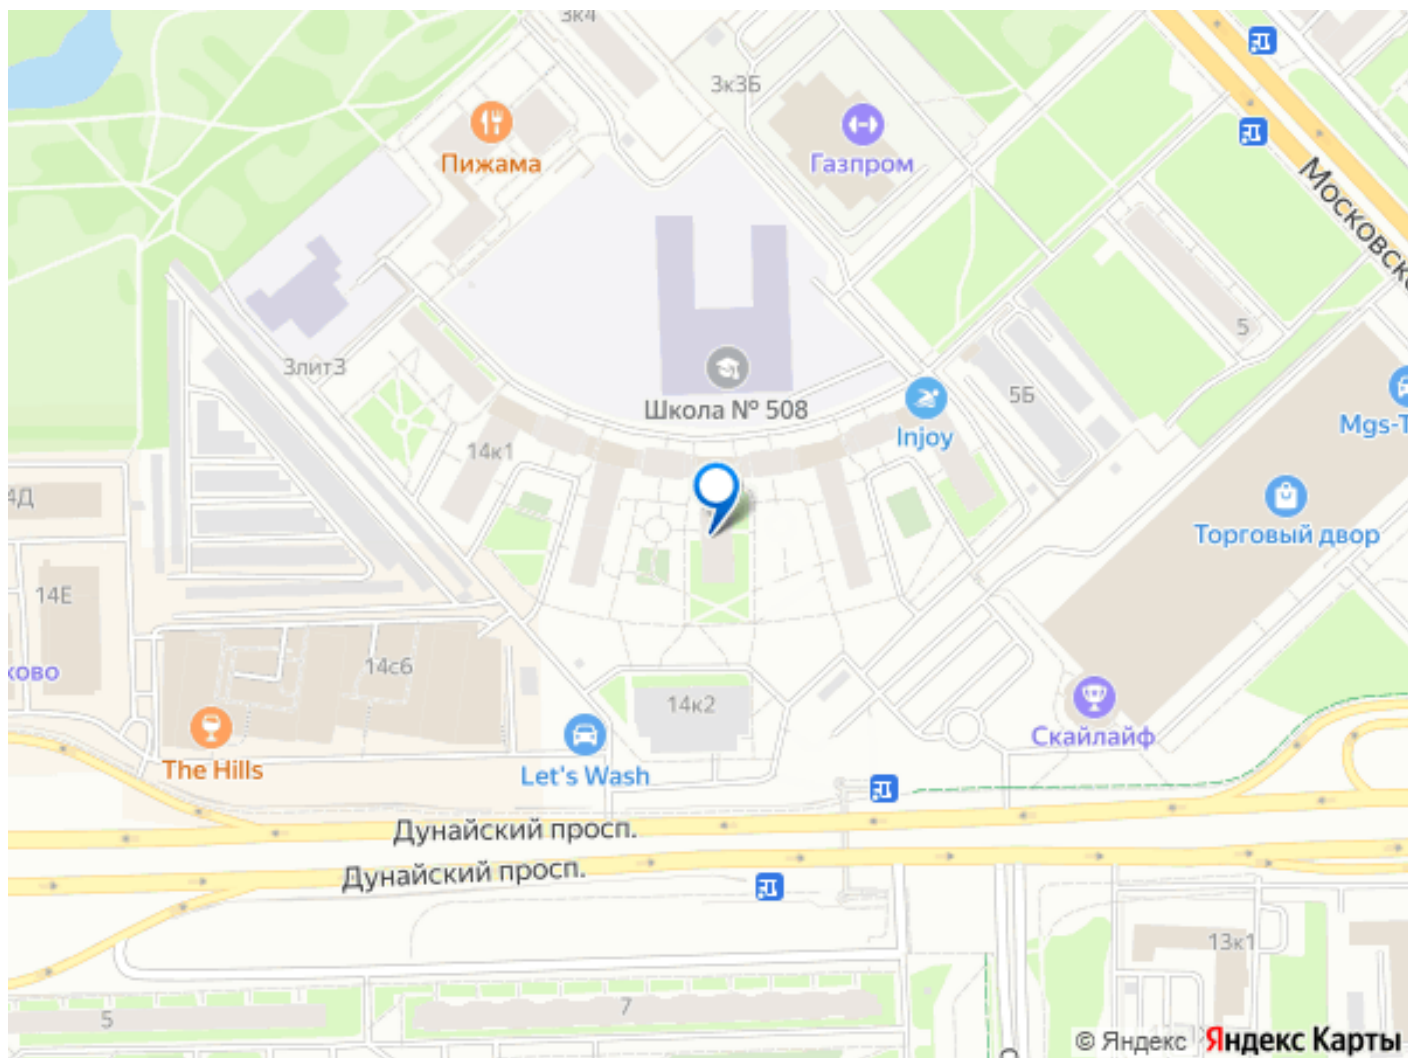 3к4
3к3Б
Пижама
Газпром
Московск
3лит3
Школа № 508
5
5Б
Injoy
Mgs-T
14к1
4Д
Торговый двор
14Е
14с6
ково
14к2
Скайлайф
The Hills
Let's Wash
Дунайский просп.
Дунайский просп.
13к1
7
5
© Яндекс Яндекс Карты